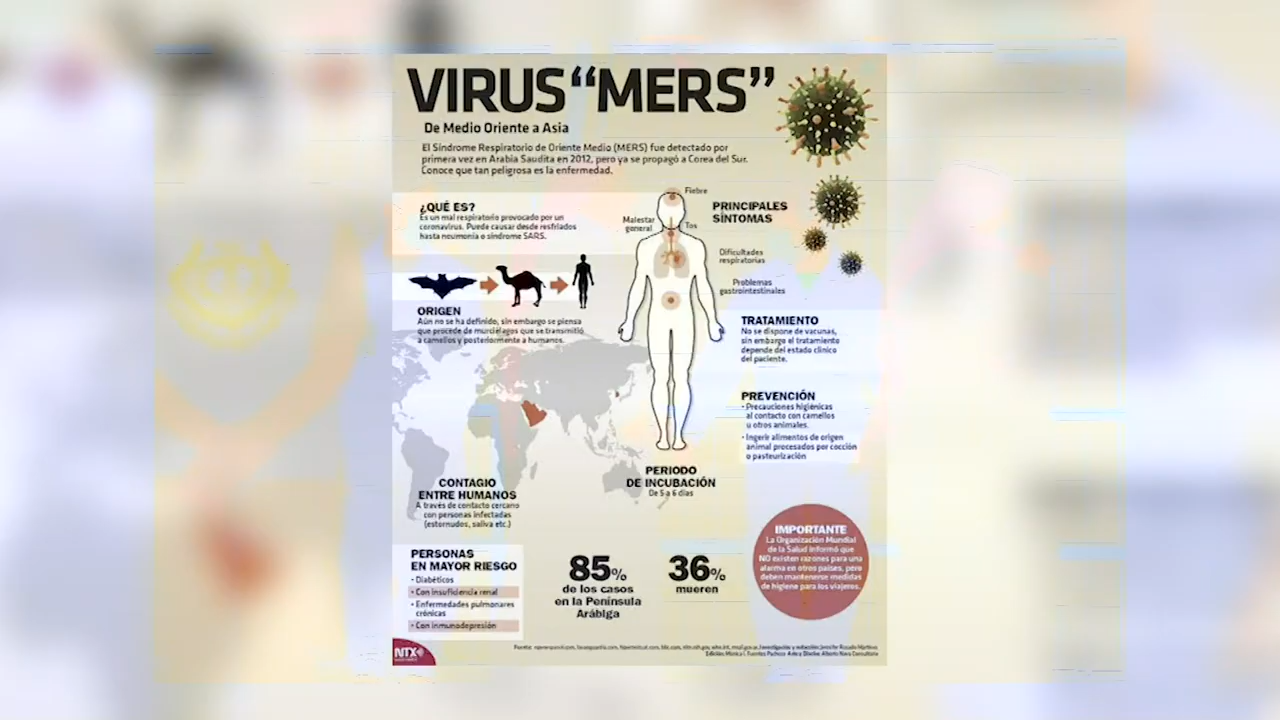 VIRUS “MERS”
De Medio Oriente a Asia
El Síndrome Respiratorio de Oriente Medio (MERS) fue detectado por
primera vez en Arabia Saudita en 2012, pero ya se propagó a Corea del Sur.
Conoce que tan peligrosa es la enfermedad.
¿QUÉ ES?
Es un mal respiratorio provocado por un
coronavirus. Puede causar desde resfriados
hasta neumonía o síndrome SARS.
ORIGEN
Aún no se ha definido, sin embargo se piensa
que procede de murciélagos que se transmitió
a camellos y posteriormente a humanos.
Fiebre
PRINCIPALES
SÍNTOMAS
Malestar
general
Tos
Dificultades
respiratorias
Problemas
gastrointestinales
TRATAMIENTO
No se dispone de vacunas,
sin embargo el tratamiento
depende del estado clínico
del paciente.
PREVENCIÓN
• Precauciones higiénicas
al contacto con camellos
u otros animales.
• Ingerir alimentos de origen
animal procesados por cocción
o pasteurización
PERIODO
DE INCUBACIÓN
De 5 a 6 días
CONTAGIO
ENTRE HUMANOS
A través de contacto cercano
con personas infectadas
(estornudos, saliva etc.)
PERSONAS
EN MAYOR RIESGO
• Diabéticos
• Con insuficiencia renal
• Enfermedades pulmonares
crónicas
• Con inmunodepresión
85%
de los casos
en la Península
Arábiga
36%
mueren
IMPORTANTE
La Organización Mundial
de la Salud informó que
NO existen razones para una
alarma en otros países, pero
deben mantenerse medidas
de higiene para los viajeros.
NTX